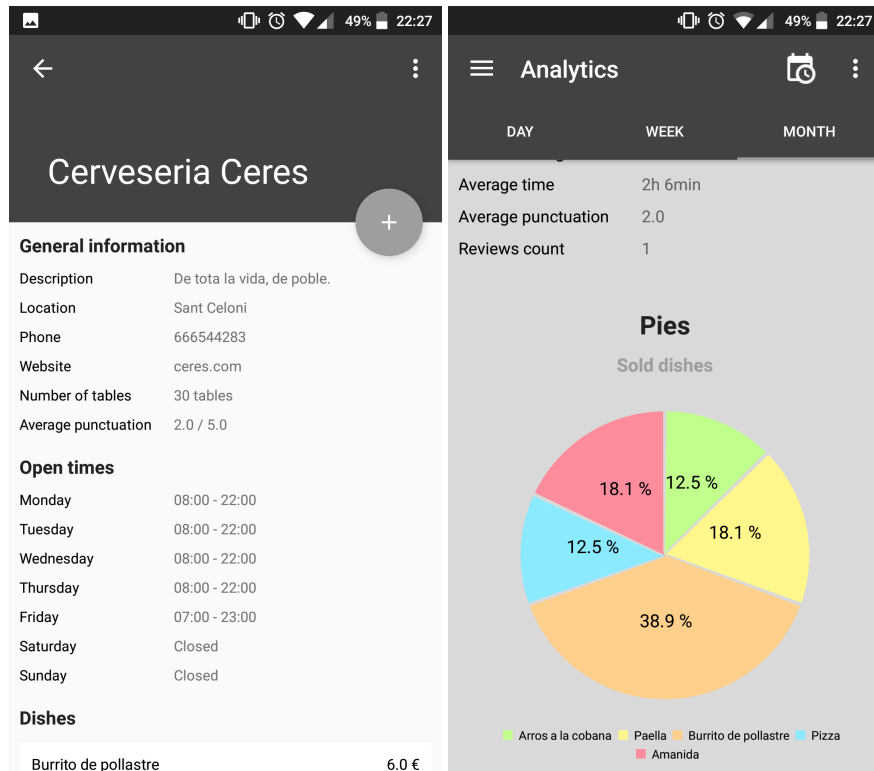 49% 22:27
Cerveseria Ceres
+
General information
Description De tota la vida, de poble.
Location Sant Celoni
Phone 666544283
Website ceres.com
Number of tables 30 tables
Average punctuation 2.0 / 5.0
Open times
Monday 08:00 - 22:00
Tuesday 08:00 - 22:00
Wednesday 08:00 - 22:00
Thursday 08:00 - 22:00
Friday 07:00 - 23:00
Saturday Closed
Sunday Closed
Dishes
Burrito de pollastre 6.0 €
49% 22:27
Analytics
DAY WEEK MONTH
Average time 2h 6min
Average punctuation 2.0
Reviews count 1
Pies
Sold dishes
18.1 % 12.5 %
18.1 %
12.5 %
38.9 %
Arros a la cobana Paella Burrito de pollastre Pizza
Amanida